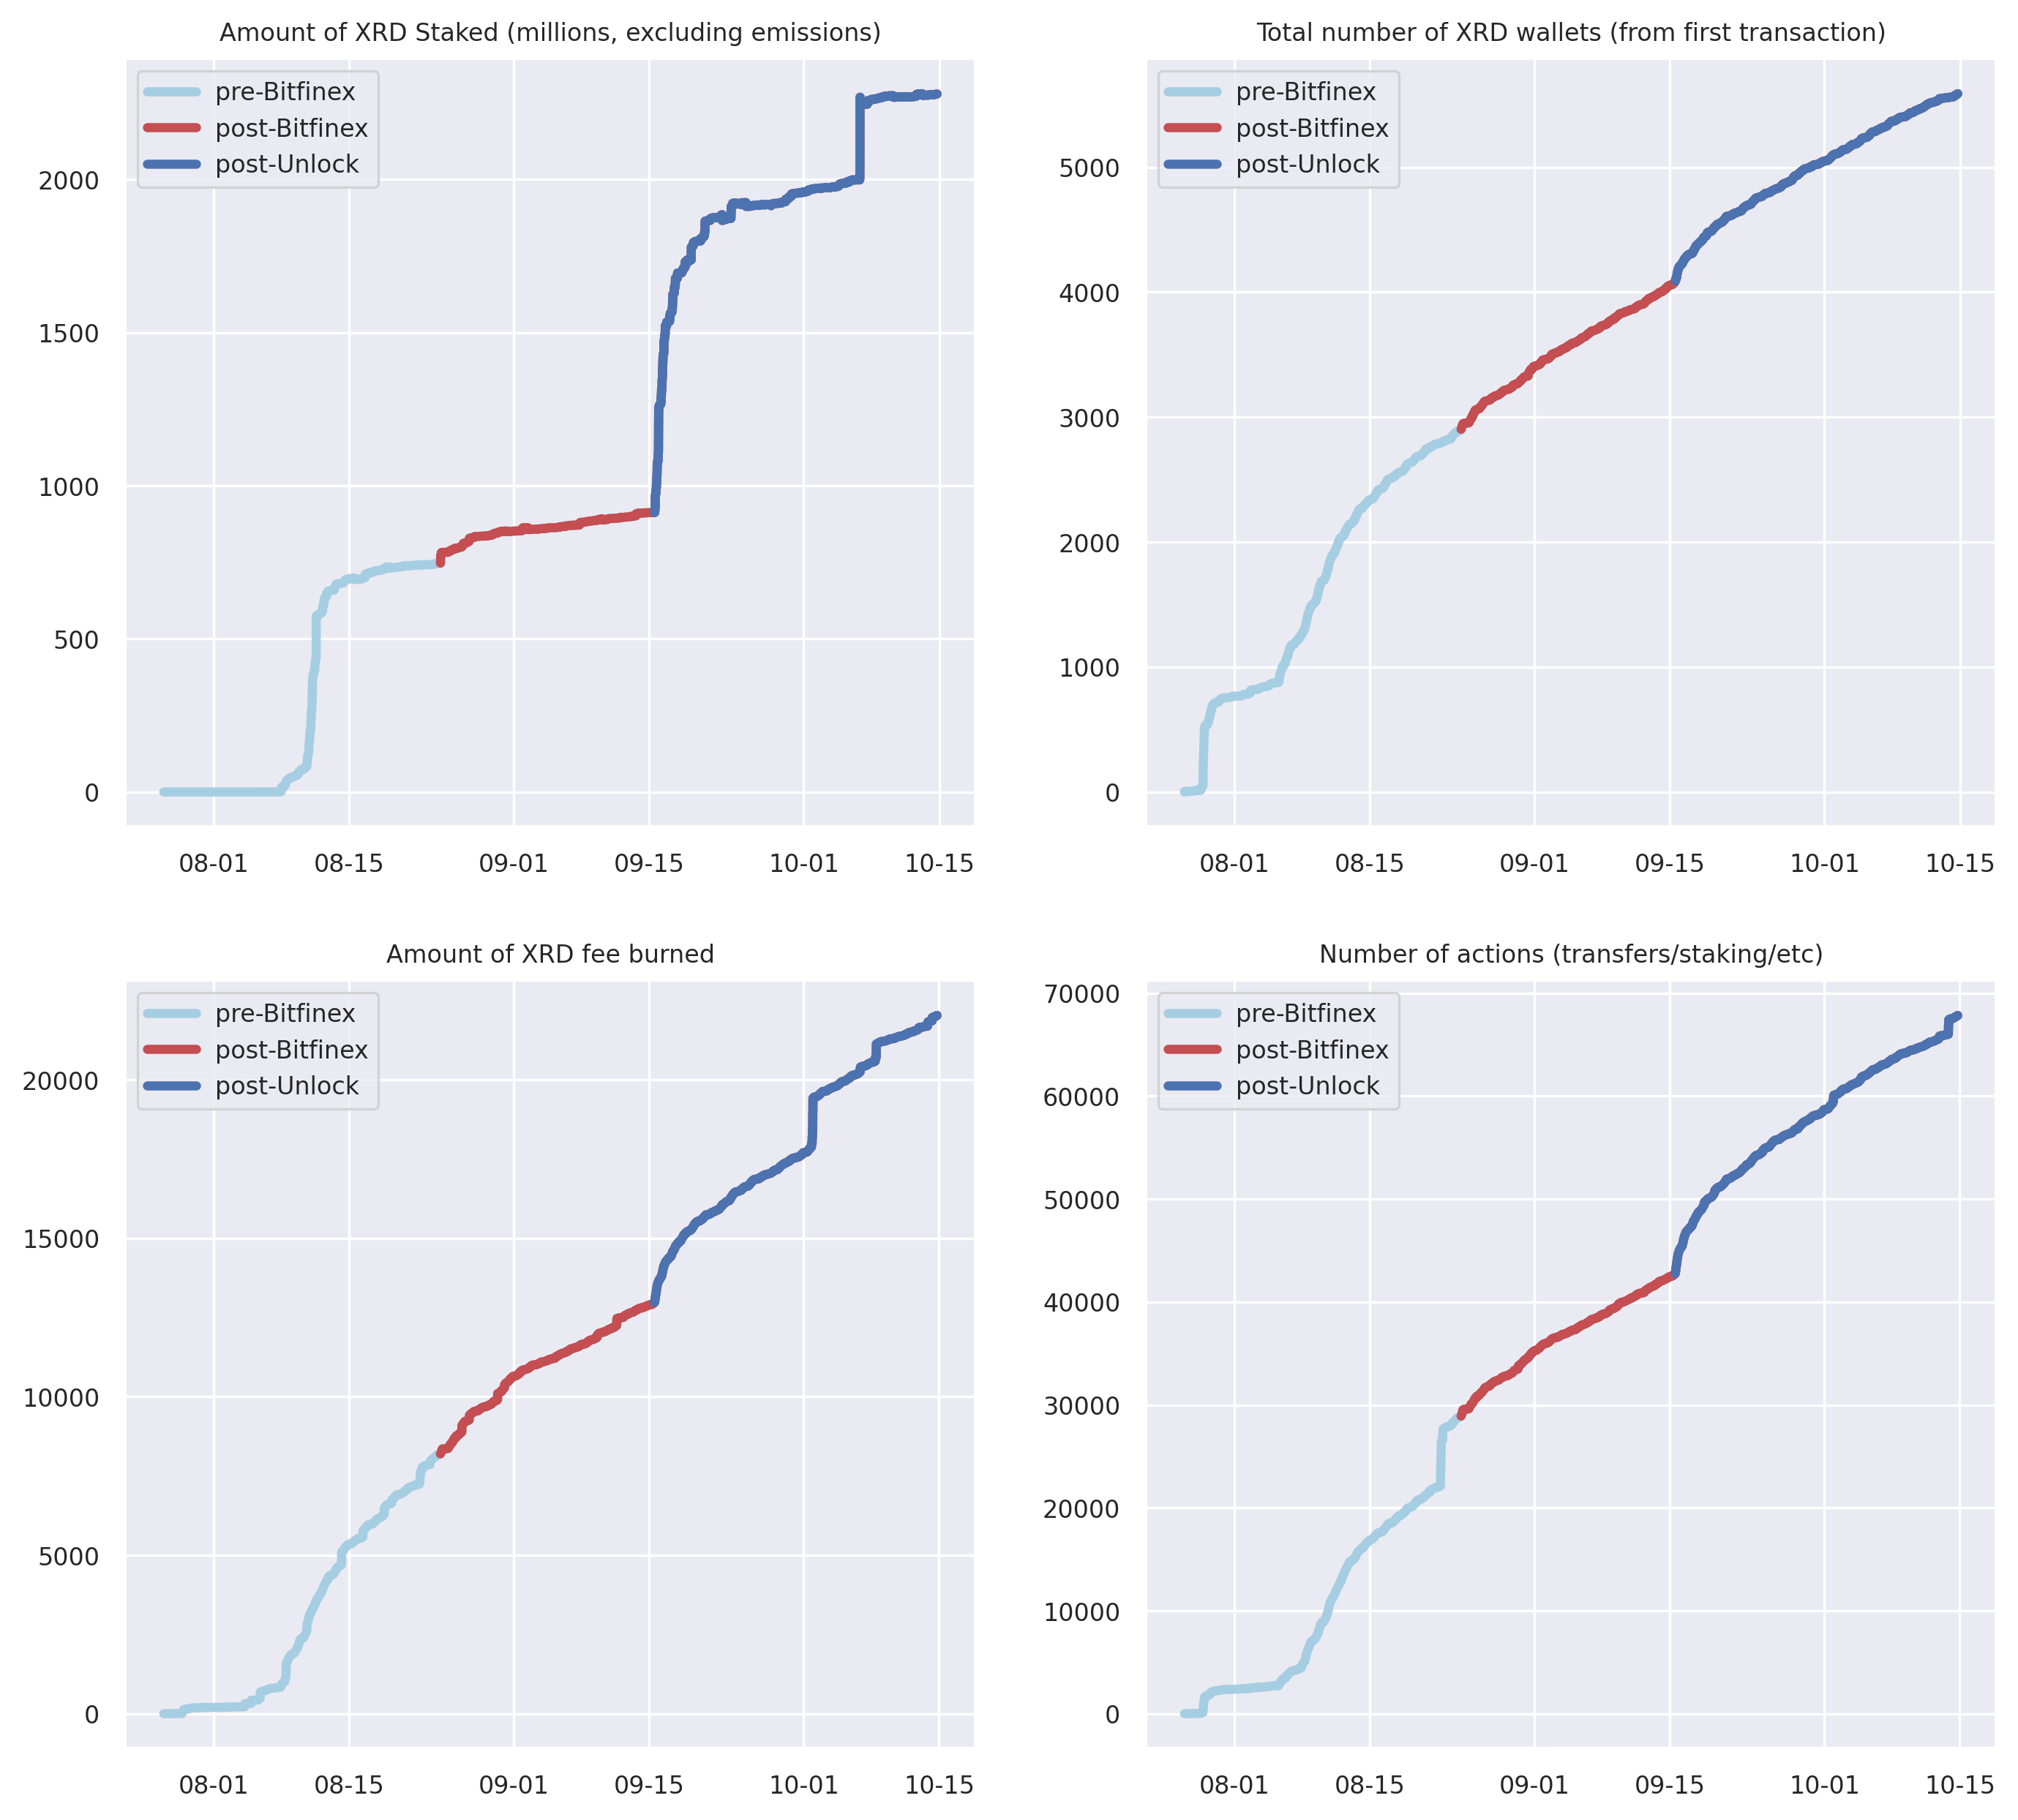 Amount of XRD Staked (millions, excluding emissions)
pre-Bitfinex
post-Bitfinex
post-Unlock
2000
1500
1000
500
0
08-01 08-15 09-01 09-15 10-01 10-15
Total number of XRD wallets (from first transaction)
pre-Bitfinex
post-Bitfinex
post-Unlock
5000
4000
3000
2000
1000
0
08-01 08-15 09-01 09-15 10-01 10-15
Amount of XRD fee burned
pre-Bitfinex
post-Bitfinex
post-Unlock
20000
15000
10000
5000
0
08-01 08-15 09-01 09-15 10-01 10-15
Number of actions (transfers/staking/etc)
70000
pre-Bitfinex
post-Bitfinex
post-Unlock
60000
50000
40000
30000
20000
10000
0
08-01 08-15 09-01 09-15 10-01 10-15